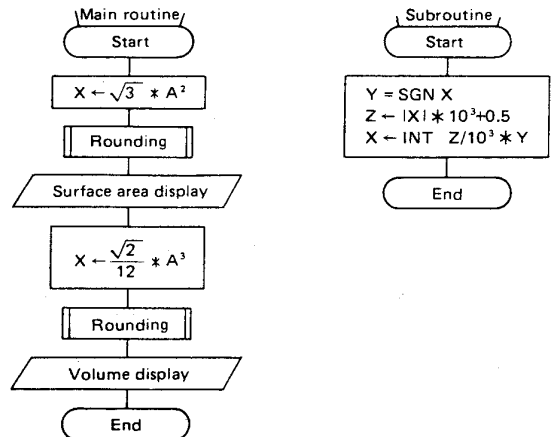 Main routine
Start
X ← √3 * A²
Rounding
Surface area display
X ← √2/12 * A³
Rounding
Volume display
End
Subroutine
Start
Y = SGN X
Z ← |X| * 10³+0.5
X ← INT Z/10³ * Y
End